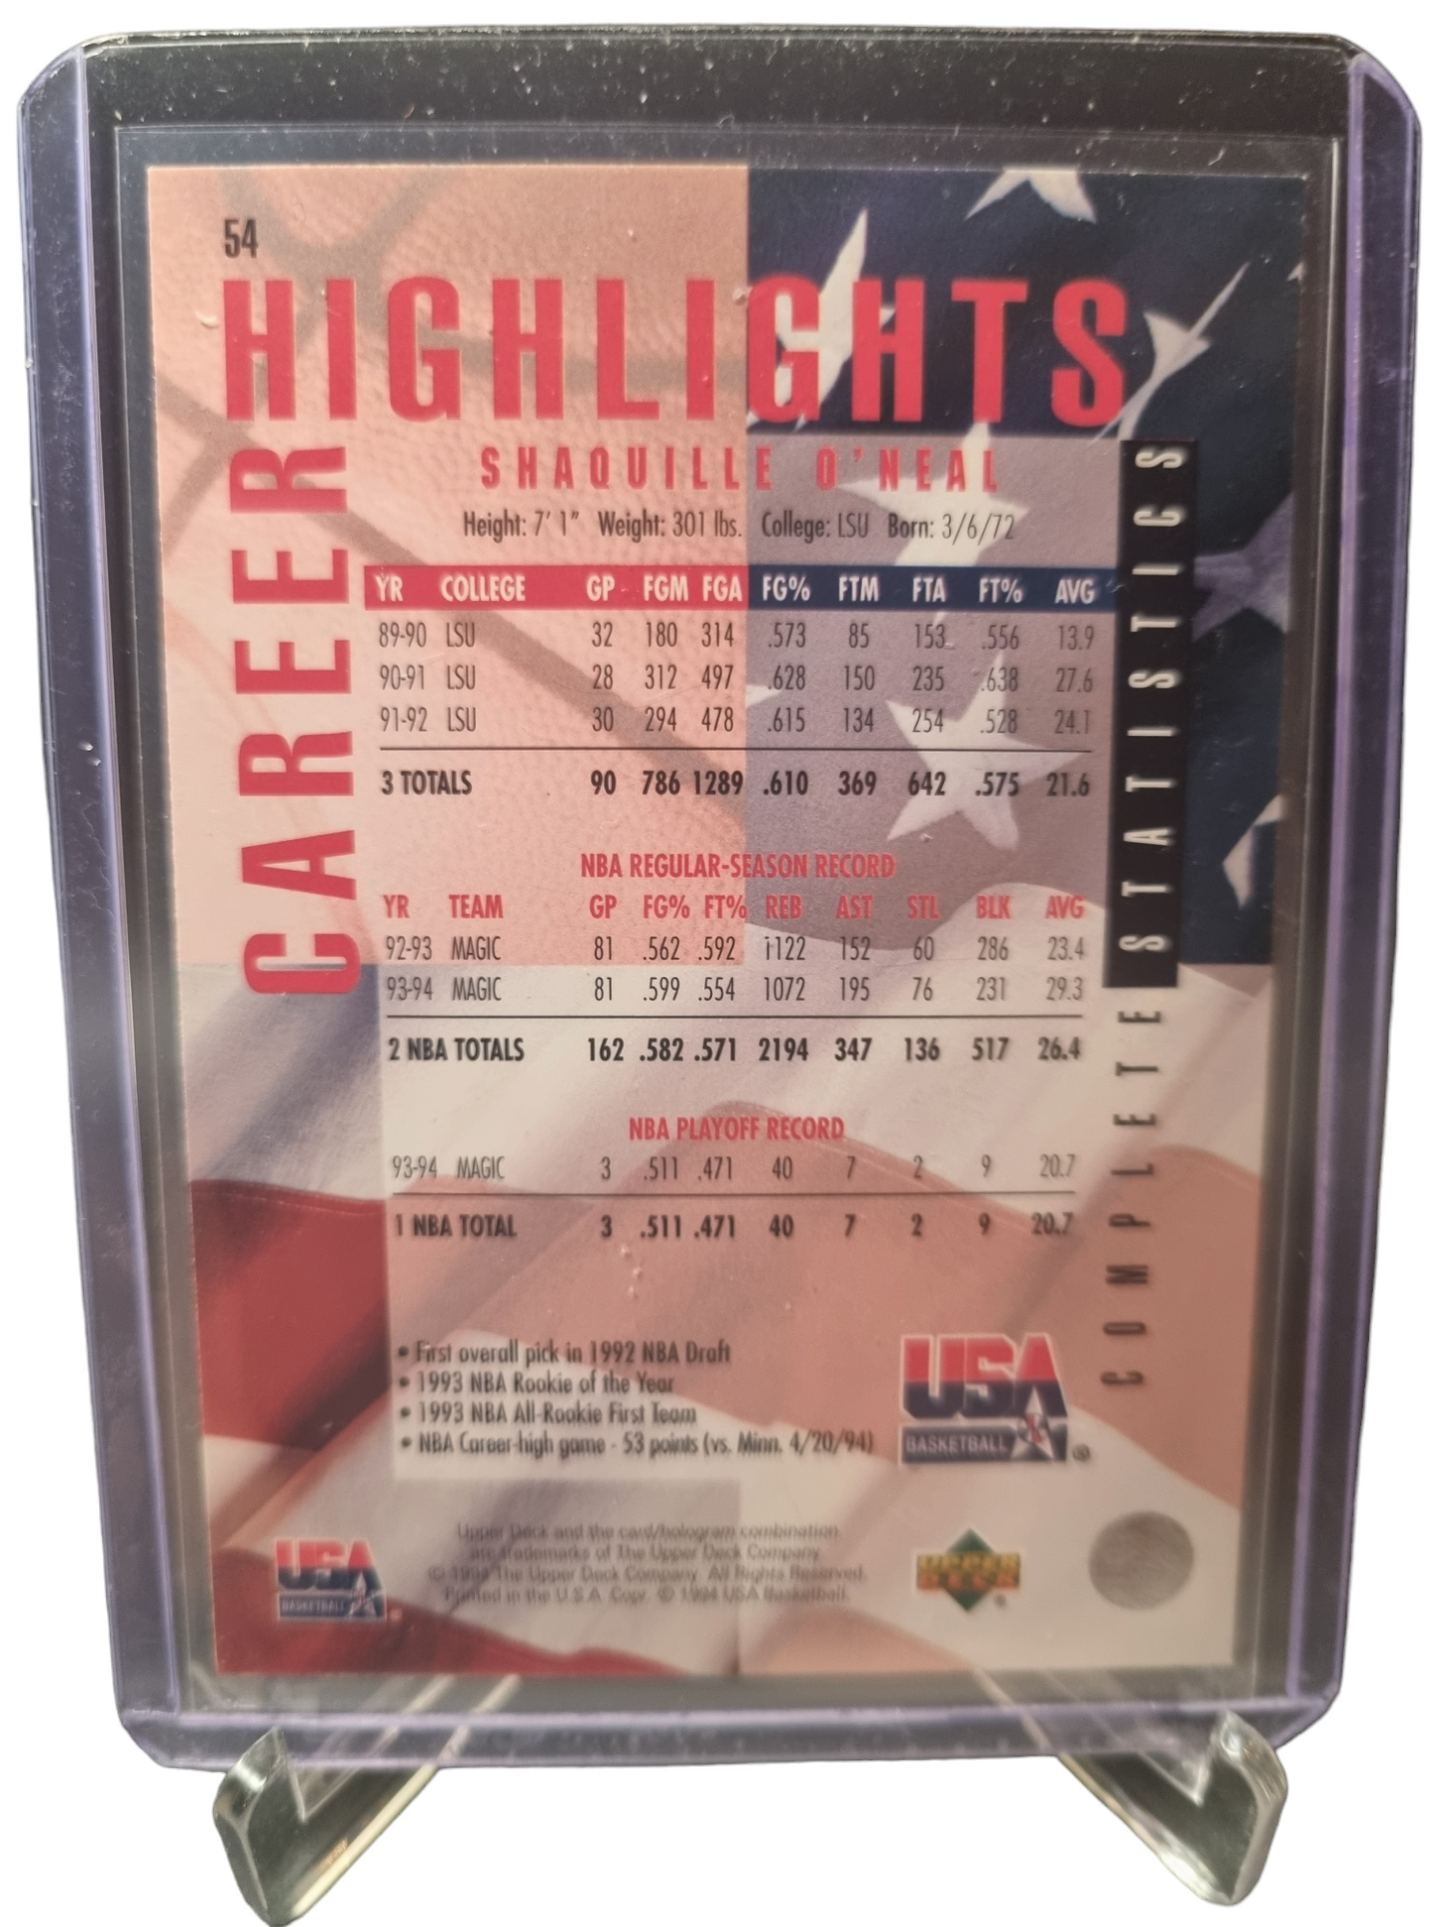 54
HIGHLIGHTS
CAREER
SHAQUILLE O'NEAL
Height: 7' 1" Weight: 301 lbs. College: LSU Born: 3/6/72
YR COLLEGE GP FGM FGA FG% FTM FTA FT% AVG
89-90 LSU 32 180 314 .573 85 153 .556 13.9
90-91 LSU 28 312 497 .628 150 235 .638 27.6
91-92 LSU 30 294 478 .615 134 254 .528 24.1
3 TOTALS 90 786 1289 .610 369 642 .575 21.6
NBA REGULAR-SEASON RECORD
YR TEAM GP FG% FT% REB AST STL BLK AVG
92-93 MAGIC 81 .562 .592 1122 152 60 286 23.4
93-94 MAGIC 81 .599 .554 1072 195 76 231 29.3
2 NBA TOTALS 162 .582 .571 2194 347 136 517 26.4
NBA PLAYOFF RECORD
93-94 MAGIC 3 .511 .471 40 7 2 9 20.7
1 NBA TOTAL 3 .511 .471 40 7 2 9 20.7
COMPLETE STATISTICS
• First overall pick in 1992 NBA Draft
• 1993 NBA Rookie of the Year
• 1993 NBA All-Rookie First Team
• NBA Career-high game - 53 points (vs. Minn. 4/20/94)
USA
BASKETBALL
®
Upper Deck and the card/hologram combination
are trademarks of The Upper Deck Company.
© 1994 The Upper Deck Company. All Rights Reserved.
Printed in the U.S.A. Copr. © 1994 USA Basketball.
USA
BASKETBALL
®
UPPER
DECK
®